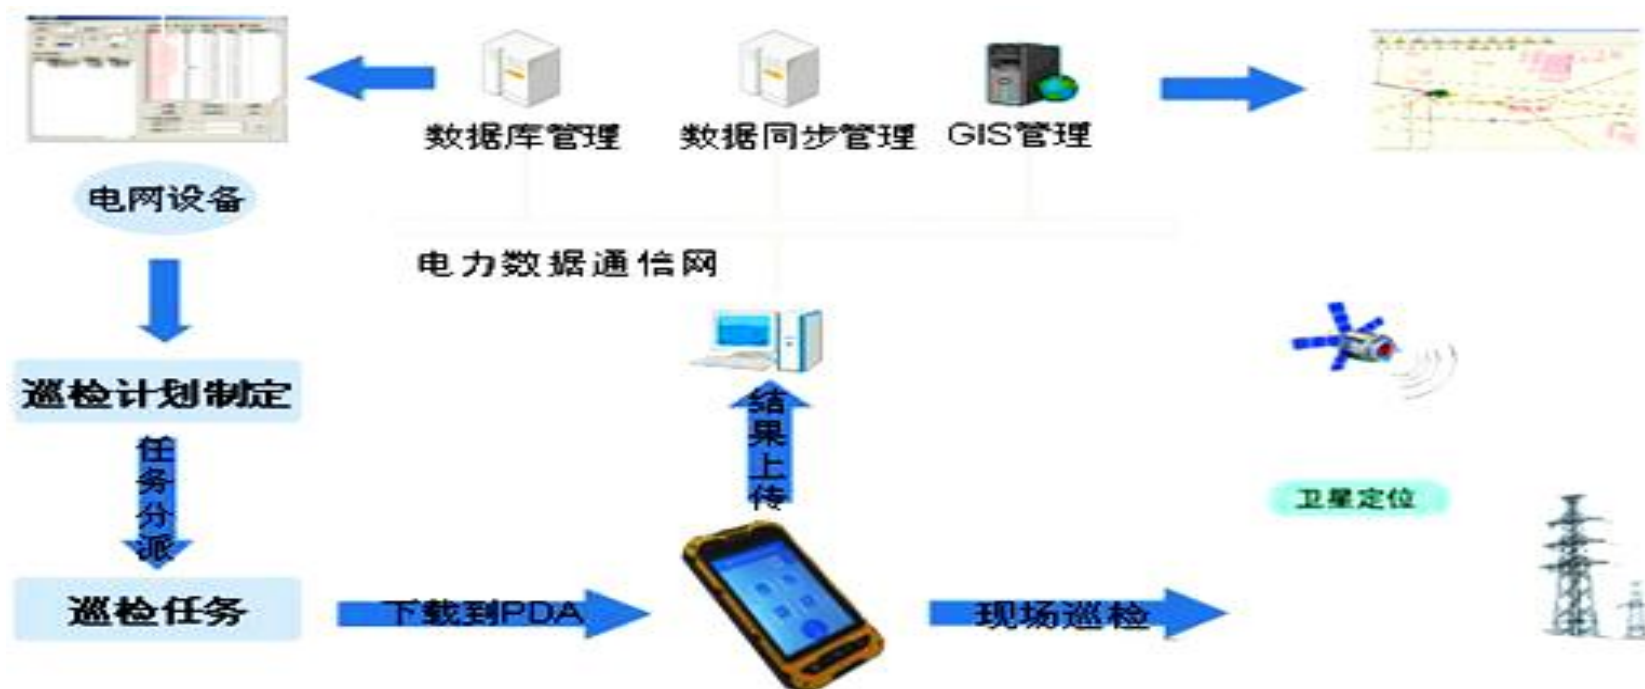 数据库管理
数据同步管理
GIS管理
电网设备
电力数据通信网
巡检计划制定
任务分派
结果上传
卫星定位
巡检任务
下载到PDA
现场巡检